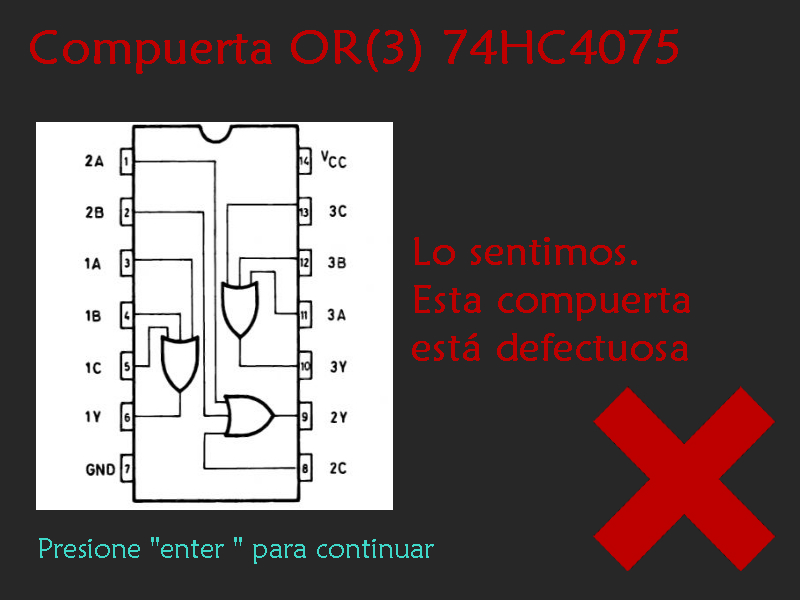 Compuerta OR(3) 74HC4075
2A 1 14 VCC
2B 2 13 3C
1A 3 12 3B
1B 4 11 3A
1C 5 10 3Y
1Y 6 9 2Y
GND 7 8 2C
Lo sentimos.
Esta compuerta
está defectuosa
Presione "enter " para continuar